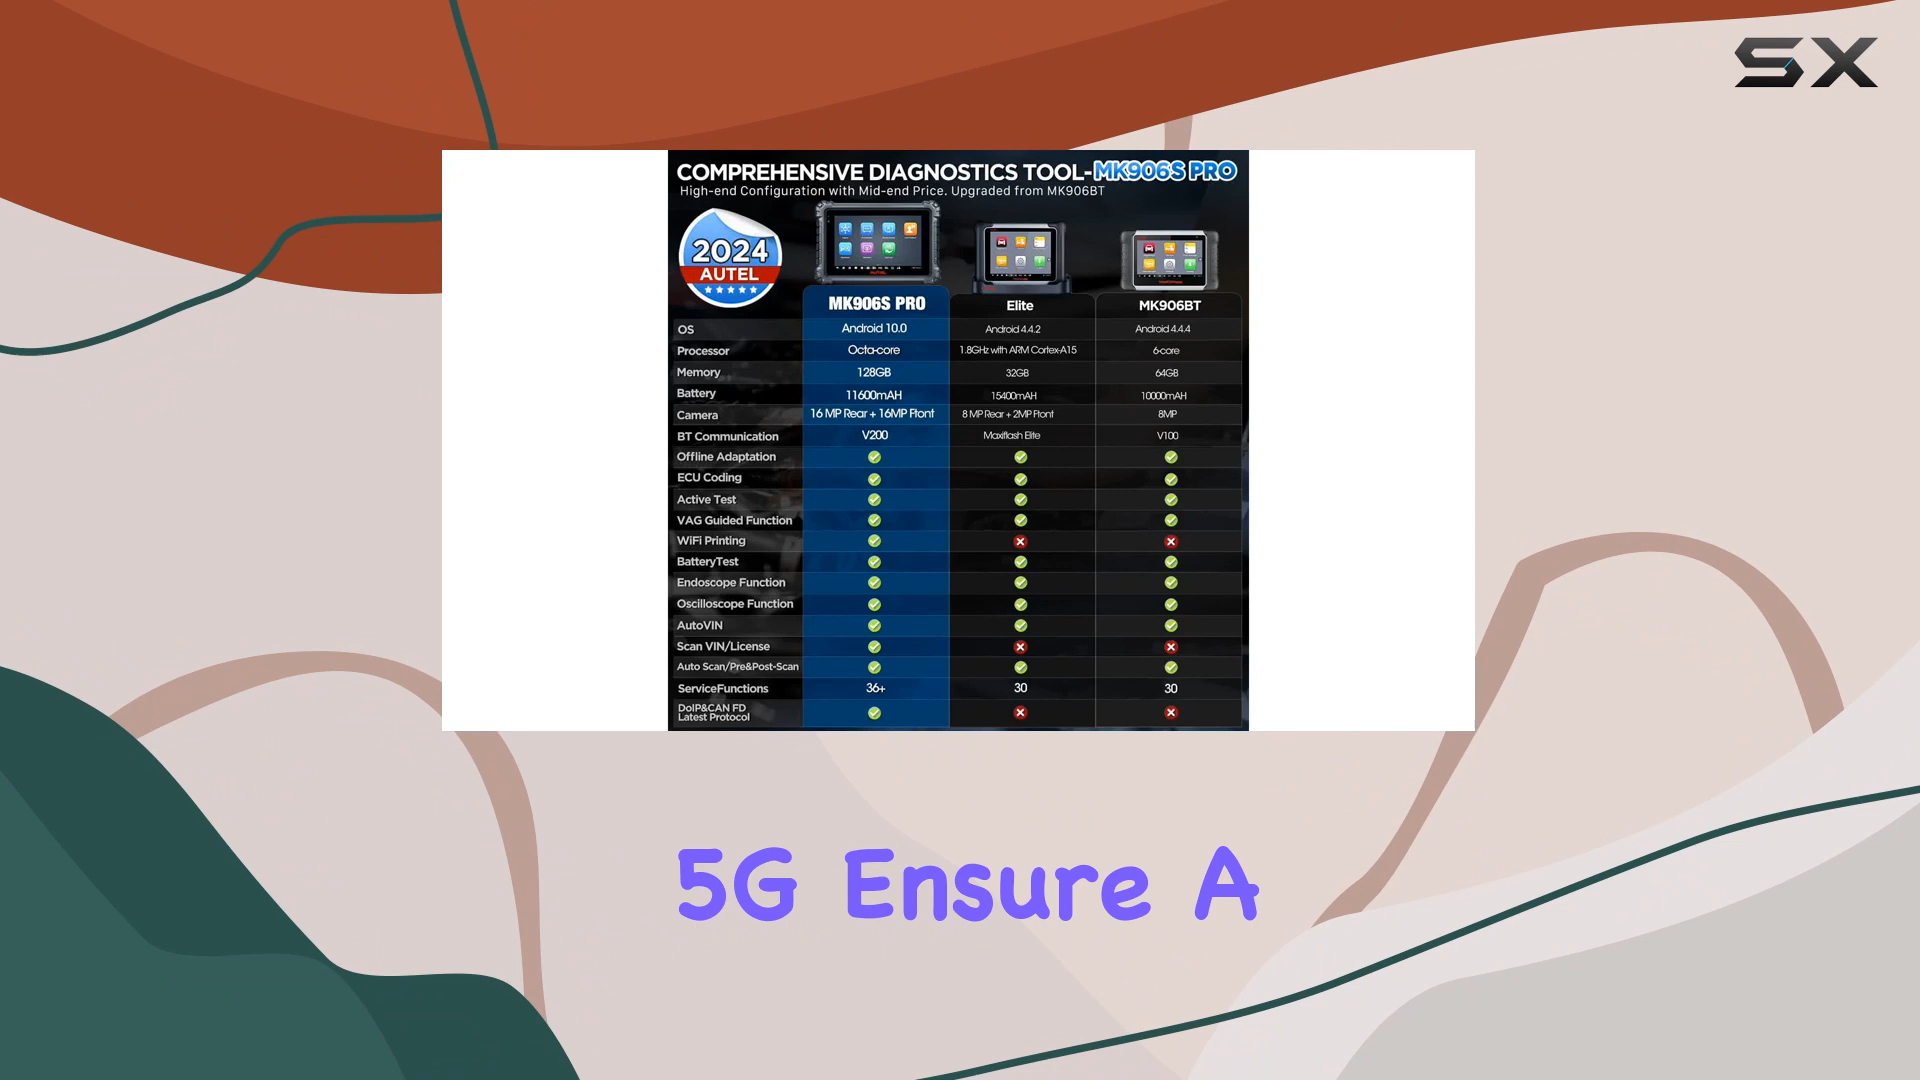 SX
COMPREHENSIVE DIAGNOSTICS TOOL-MK906S PRO
High-end Configuration with Mid-end Price. Upgraded from MK906BT
2024
AUTEL
MK906S PRO Elite MK906BT
OS Android 10.0 Android 4.4.2 Android 4.4.4
Processor Octa-core 1.8GHz with ARM Cortex-A15 6-core
Memory 128GB 32GB 64GB
Battery 11600mAH 15400mAH 10000mAH
Camera 16 MP Rear + 16MP Ftont 8 MP Rear + 2MP Ftont 8MP
BT Communication V200 Maxiflash Elite V100
Offline Adaptation
ECU Coding
Active Test
VAG Guided Function
WiFi Printing
BatteryTest
Endoscope Function
Oscilloscope Function
AutoVIN
Scan VIN/License
Auto Scan/Pre&Post-Scan
ServiceFunctions 36+ 30 30
DoIP&CAN FD
Latest Protocol
5G Ensure A